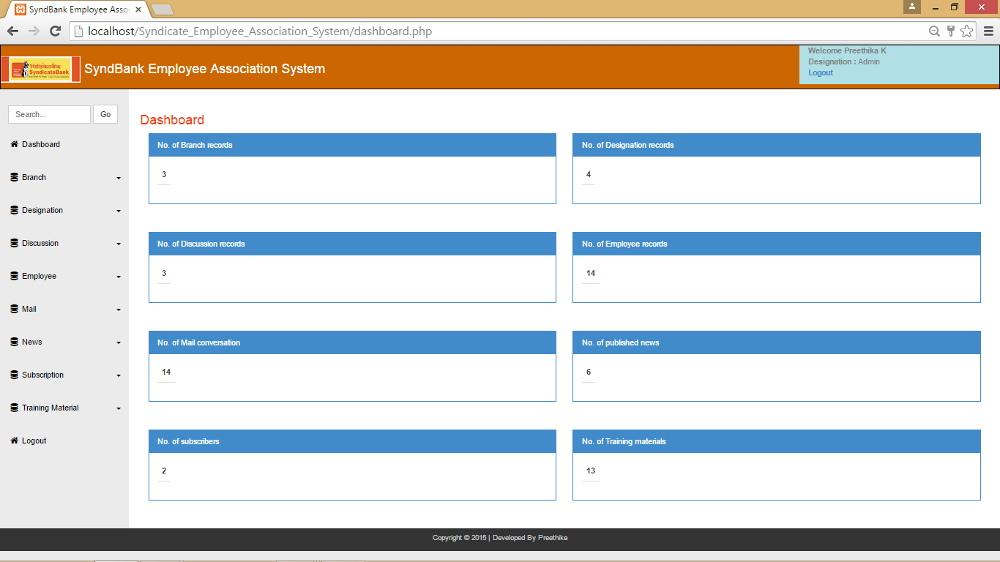 SyndBank Employee Asso
localhost/Syndicate_Employee_Association_System/dashboard.php
SyndicateBank
SyndBank Employee Association System
Welcome Preethika K
Designation : Admin
Logout
Search...
Go
Dashboard
Branch
Designation
Discussion
Employee
Mail
News
Subscription
Training Material
Logout
Dashboard
No. of Branch records
3
No. of Designation records
4
No. of Discussion records
3
No. of Employee records
14
No. of Mail conversation
14
No. of published news
6
No. of subscribers
2
No. of Training materials
13
Copyright © 2015 | Developed By Preethika